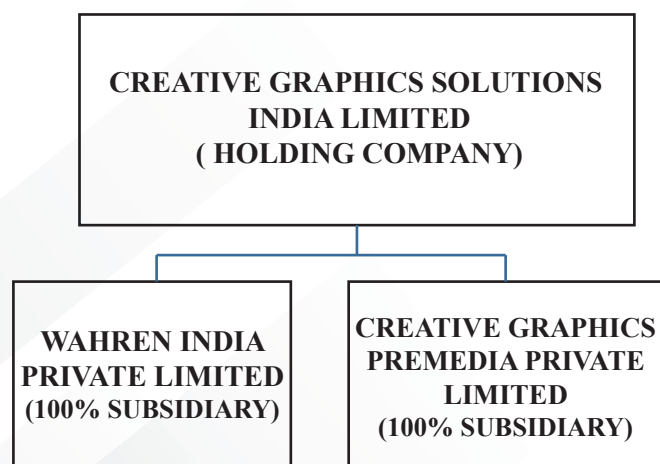 CREATIVE GRAPHICS SOLUTIONS
INDIA LIMITED
( HOLDING COMPANY)
WAHREN INDIA
PRIVATE LIMITED
(100% SUBSIDIARY)
CREATIVE GRAPHICS
PREMEDIA PRIVATE
LIMITED
(100% SUBSIDIARY)